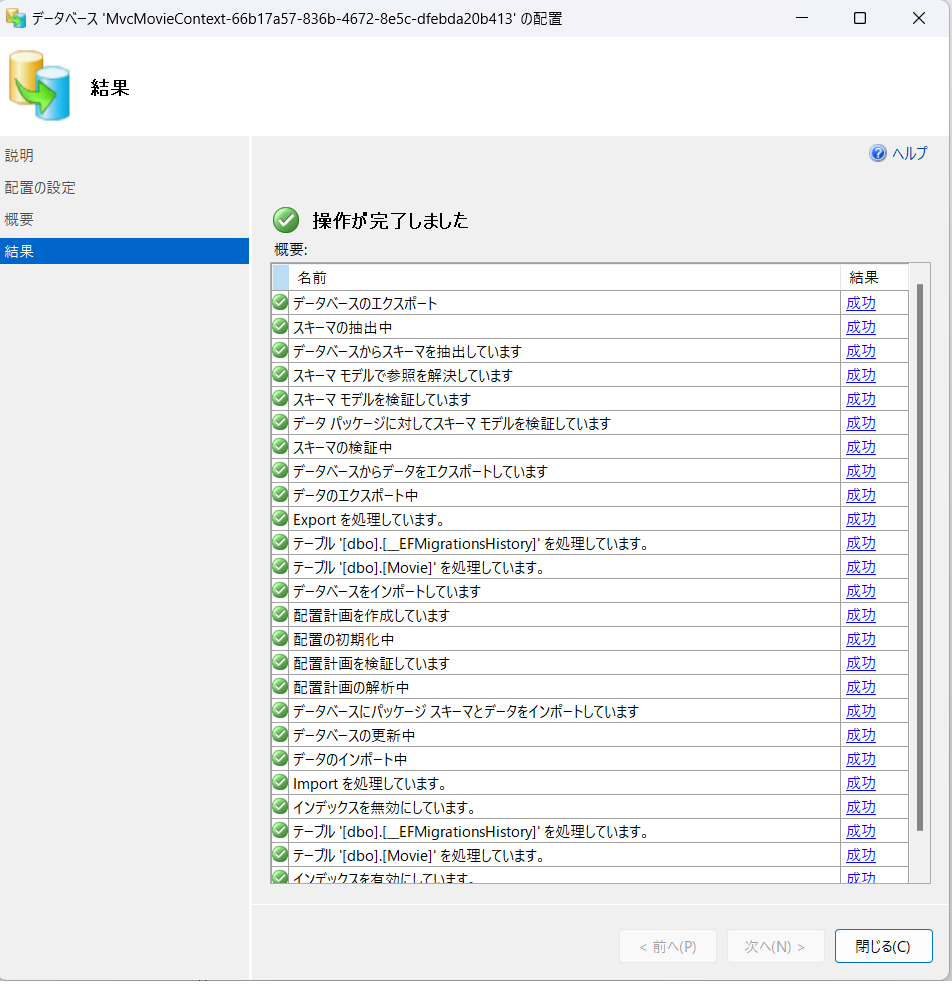 データベース 'MvcMovieContext-66b17a57-836b-4672-8e5c-dfebda20b413' の配置
結果
説明
配置の設定
概要
結果
ヘルプ
操作が完了しました
概要:
名前 結果
データベースのエクスポート 成功
スキーマの抽出中 成功
データベースからスキーマを抽出しています 成功
スキーマ モデルで参照を解決しています 成功
スキーマ モデルを検証しています 成功
データ パッケージに対してスキーマ モデルを検証しています 成功
スキーマの検証中 成功
データベースからデータをエクスポートしています 成功
データのエクスポート中 成功
Export を処理しています。 成功
テーブル '[dbo].[__EFMigrationsHistory]' を処理しています。 成功
テーブル '[dbo].[Movie]' を処理しています。 成功
データベースをインポートしています 成功
配置計画を作成しています 成功
配置の初期化中 成功
配置計画を検証しています 成功
配置計画の解析中 成功
データベースにパッケージ スキーマとデータをインポートしています 成功
データベースの更新中 成功
データのインポート中 成功
Import を処理しています。 成功
インデックスを無効にしています。 成功
テーブル '[dbo].[__EFMigrationsHistory]' を処理しています。 成功
テーブル '[dbo].[Movie]' を処理しています。 成功
インデックスを有効にしています。 成功
< 前へ(P) 次へ(N) > 閉じる(C)